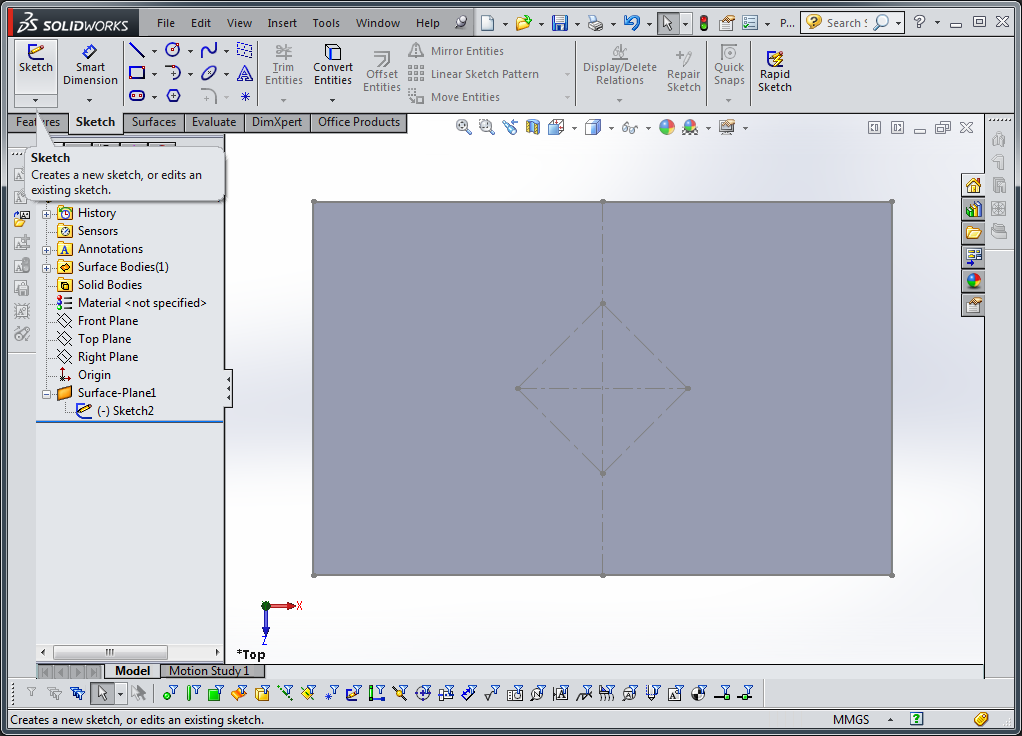 SOLIDWORKS File Edit View Insert Tools Window Help P... Search
Sketch
Smart Dimension
Trim Entities
Convert Entities
Offset Entities
Mirror Entities
Linear Sketch Pattern
Move Entities
Display/Delete Relations
Repair Sketch
Quick Snaps
Rapid Sketch
Features Sketch Surfaces Evaluate DimXpert Office Products
Sketch
Creates a new sketch, or edits an
existing sketch.
History
Sensors
Annotations
Surface Bodies(1)
Solid Bodies
Material <not specified>
Front Plane
Top Plane
Right Plane
Origin
Surface-Plane1
(-) Sketch2
X
Z
*Top
Model Motion Study 1
Creates a new sketch, or edits an existing sketch. MMGS